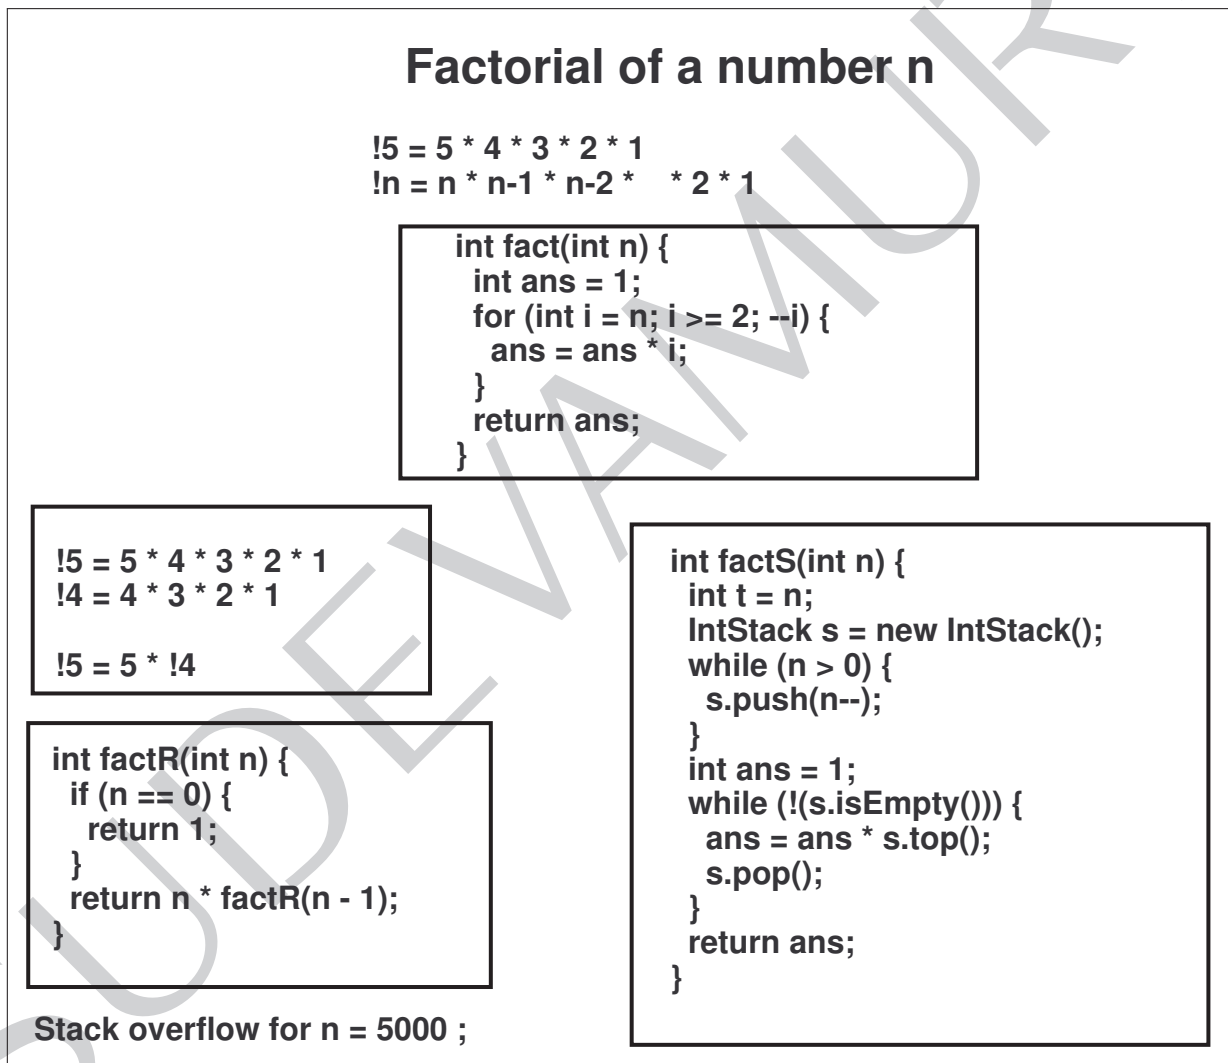 Factorial of a number n
!5 = 5 * 4 * 3 * 2 * 1
!n = n * n-1 * n-2 *    * 2 * 1
int fact(int n) {
int ans = 1;
for (int i = n; i >= 2; --i) {
ans = ans * i;
}
return ans;
}
!5 = 5 * 4 * 3 * 2 * 1
!4 = 4 * 3 * 2 * 1
!5 = 5 * !4
int factR(int n) {
if (n == 0) {
return 1;
}
return n * factR(n - 1);
}
Stack overflow for n = 5000 ;
int factS(int n) {
int t = n;
IntStack s = new IntStack();
while (n > 0) {
s.push(n--);
}
int ans = 1;
while (!(s.isEmpty())) {
ans = ans * s.top();
s.pop();
}
return ans;
}
UDEVAMUR